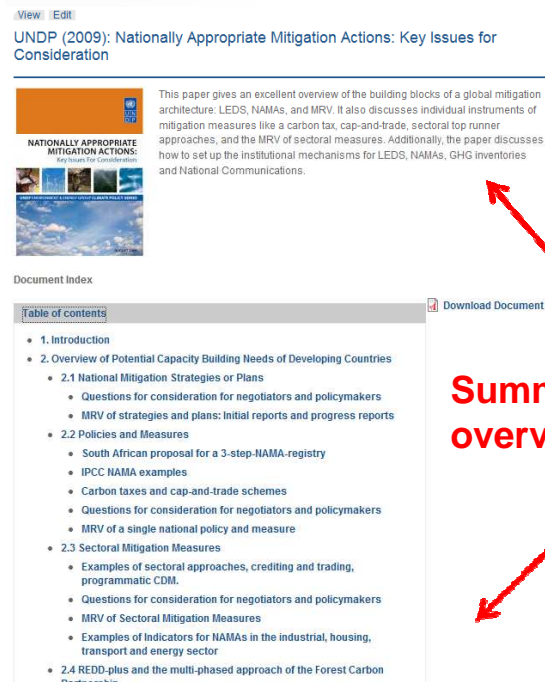 View Edit
UNDP (2009): Nationally Appropriate Mitigation Actions: Key Issues for
Consideration
This paper gives an excellent overview of the building blocks of a global mitigation
architecture: LEDS, NAMAs, and MRV. It also discusses individual instruments of
mitigation measures like a carbon tax, cap-and-trade, sectoral top runner
approaches, and the MRV of sectoral measures. Additionally, the paper discusses
how to set up the institutional mechanisms for LEDS, NAMAs, GHG inventories
and National Communications.
NATIONALLY APPROPRIATE
MITIGATION ACTIONS:
Key Issues For Consideration
UNDP ENVIRONMENT & ENERGY GROUP CLIMATE POLICY SERIES
Document Index
Table of contents
Download Document
• 1. Introduction
• 2. Overview of Potential Capacity Building Needs of Developing Countries
• 2.1 National Mitigation Strategies or Plans
• Questions for consideration for negotiators and policymakers
• MRV of strategies and plans: Initial reports and progress reports
• 2.2 Policies and Measures
• South African proposal for a 3-step-NAMA-registry
• IPCC NAMA examples
• Carbon taxes and cap-and-trade schemes
• Questions for consideration for negotiators and policymakers
• MRV of a single national policy and measure
• 2.3 Sectoral Mitigation Measures
• Examples of sectoral approaches, crediting and trading,
programmatic CDM.
• Questions for consideration for negotiators and policymakers
• MRV of Sectoral Mitigation Measures
• Examples of Indicators for NAMAs in the industrial, housing,
transport and energy sector
• 2.4 REDD-plus and the multi-phased approach of the Forest Carbon
Summ
overv